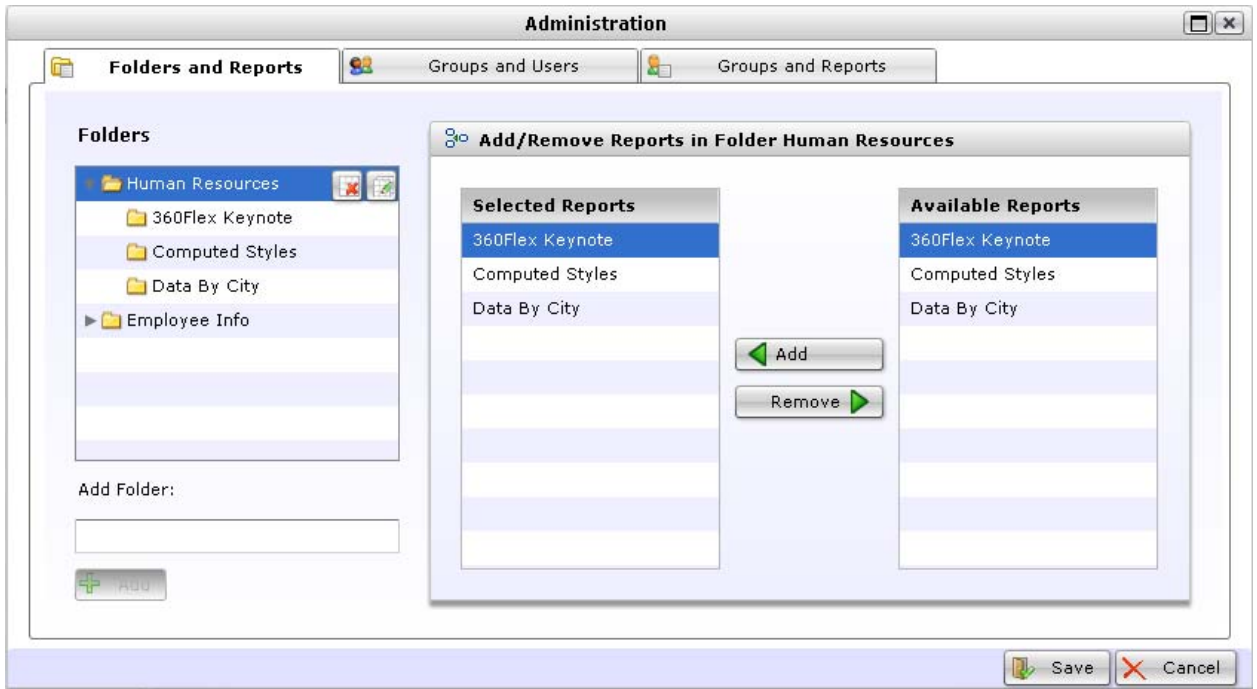 Administration
Folders and Reports
Groups and Users
Groups and Reports
Folders
Human Resources
360Flex Keynote
Computed Styles
Data By City
Employee Info
Add Folder:
Add
Add/Remove Reports in Folder Human Resources
Selected Reports
360Flex Keynote
Computed Styles
Data By City
Add
Remove
Available Reports
360Flex Keynote
Computed Styles
Data By City
Save
Cancel